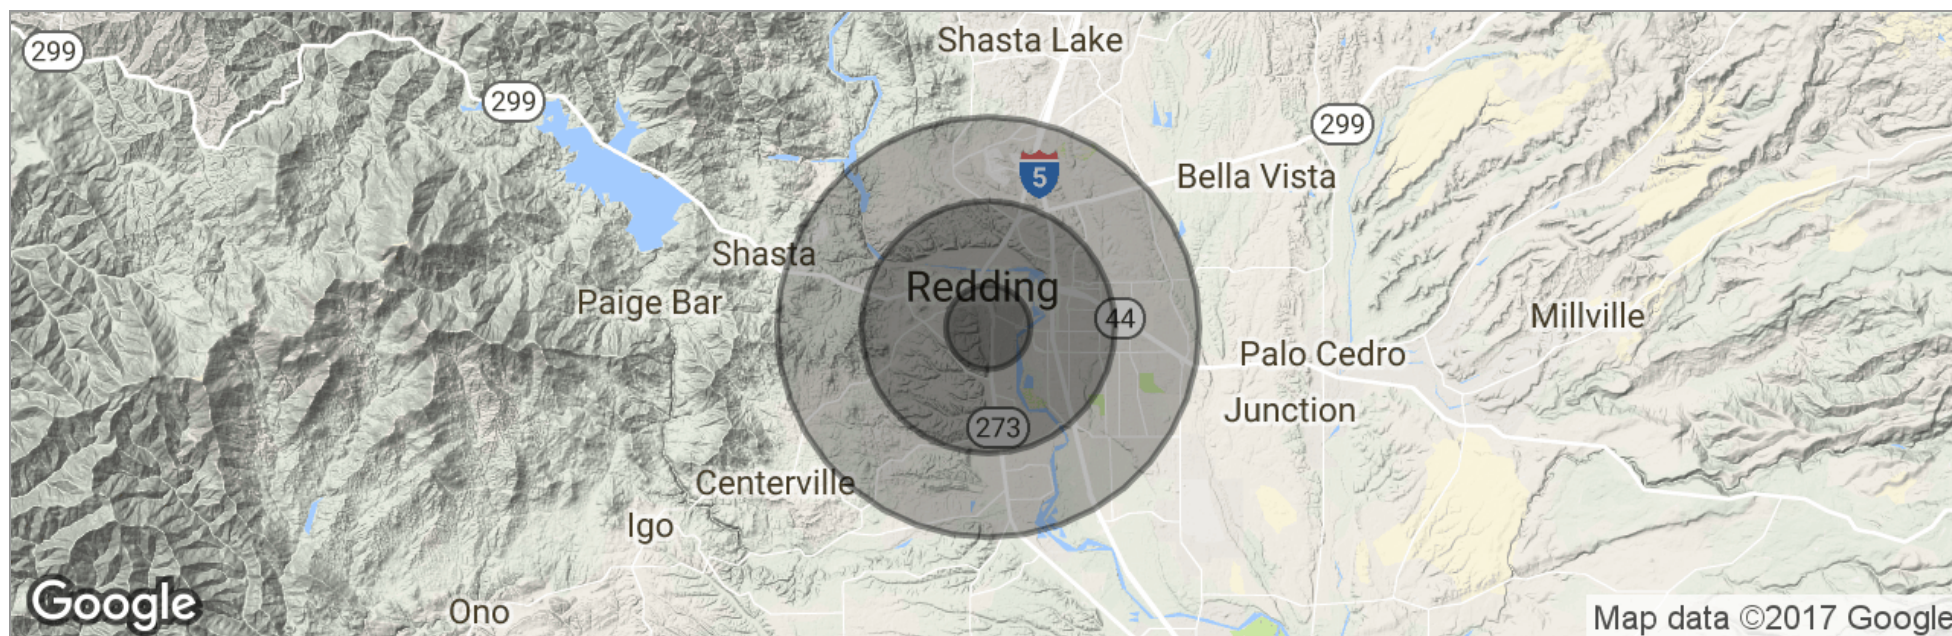 Shasta Lake
299
299
299
5
Bella Vista
Shasta
Redding
Paige Bar
44
Millville
Palo Cedro
Junction
273
Centerville
Igo
Ono
Google
Map data ©2017 Google